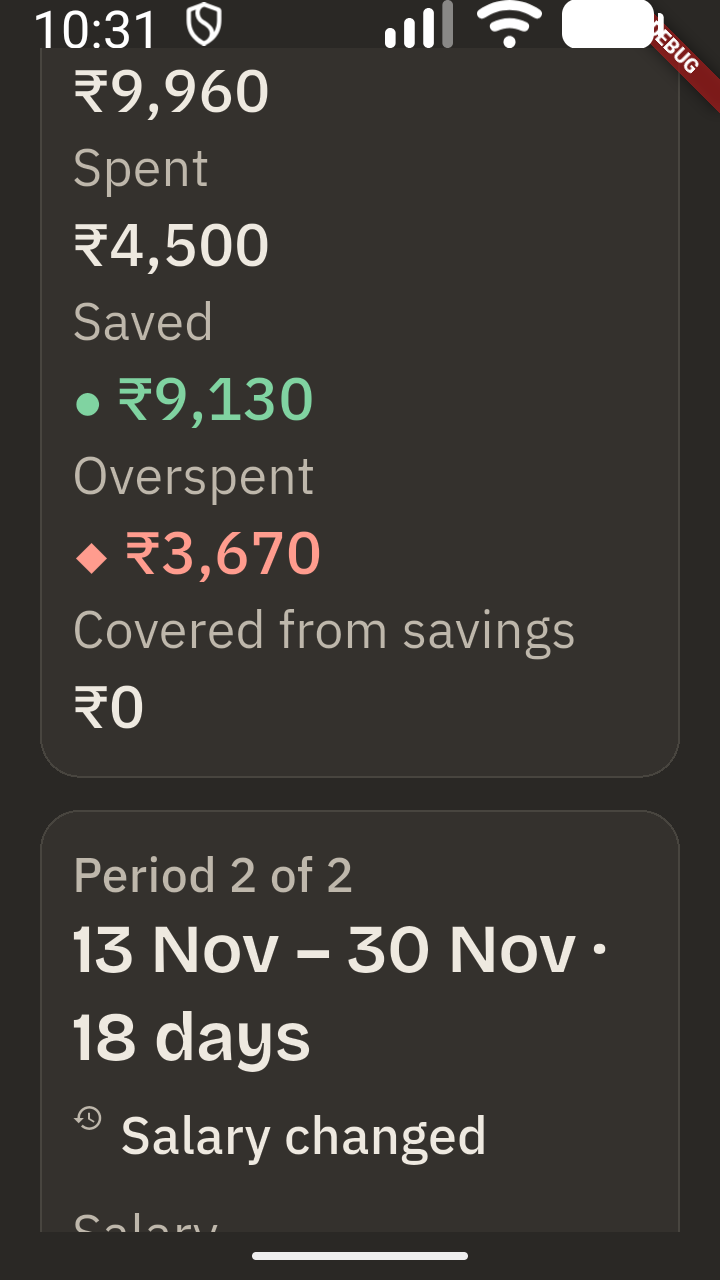 10:31
DEBUG
₹9,960
Spent
₹4,500
Saved
● ₹9,130
Overspent
◆ ₹3,670
Covered from savings
₹0
Period 2 of 2
13 Nov – 30 Nov ·
18 days
Salary changed
Salary